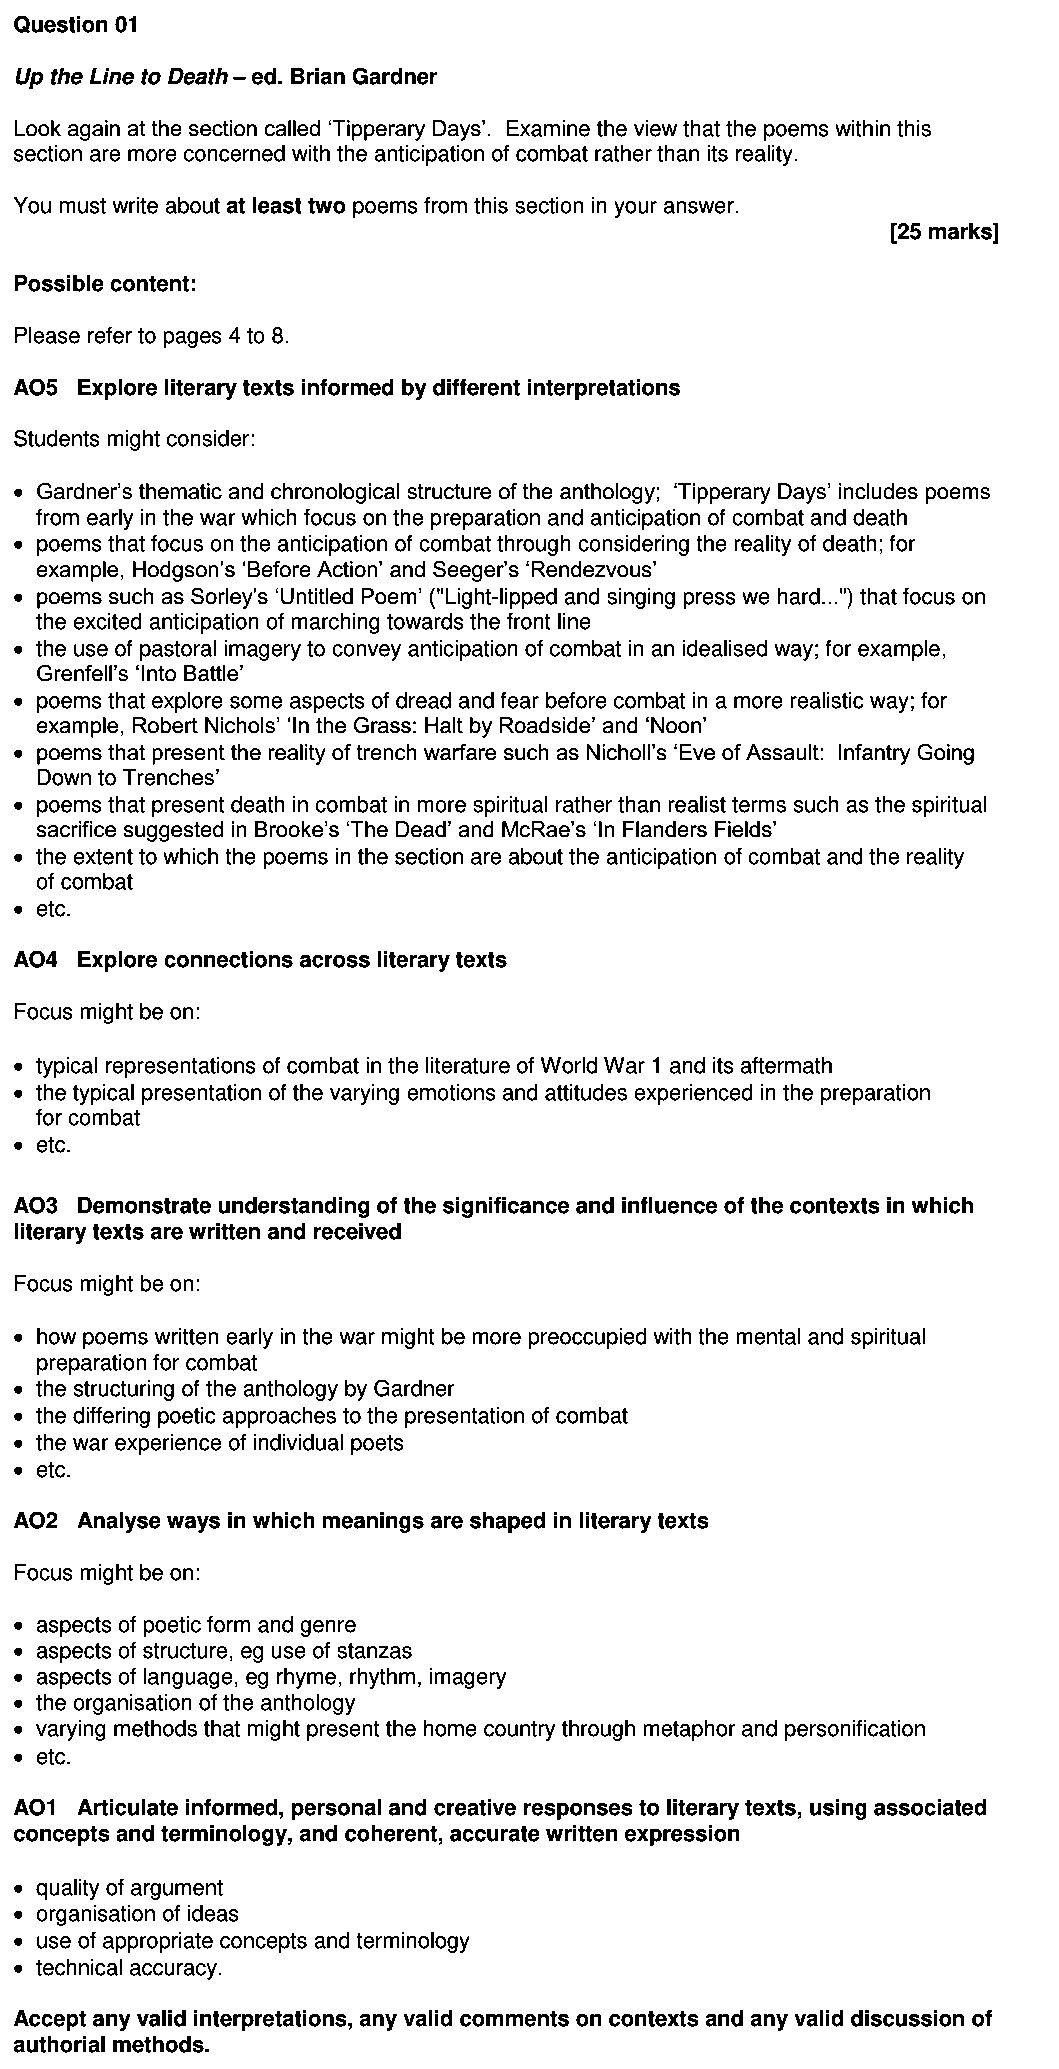 Question 01
Up the Line to Death – ed. Brian Gardner
Look again at the section called ‘Tipperary Days’.  Examine the view that the poems within this
section are more concerned with the anticipation of combat rather than its reality.
You must write about at least two poems from this section in your answer.
[25 marks]
Possible content:
Please refer to pages 4 to 8.
AO5   Explore literary texts informed by different interpretations
Students might consider:
• Gardner’s thematic and chronological structure of the anthology;  ‘Tipperary Days’ includes poems
from early in the war which focus on the preparation and anticipation of combat and death
• poems that focus on the anticipation of combat through considering the reality of death; for
example, Hodgson’s ‘Before Action’ and Seeger’s ‘Rendezvous’
• poems such as Sorley’s ‘Untitled Poem’ ("Light-lipped and singing press we hard...") that focus on
the excited anticipation of marching towards the front line
• the use of pastoral imagery to convey anticipation of combat in an idealised way; for example,
Grenfell’s ‘Into Battle’
• poems that explore some aspects of dread and fear before combat in a more realistic way; for
example, Robert Nichols’ ‘In the Grass: Halt by Roadside’ and ‘Noon’
• poems that present the reality of trench warfare such as Nicholl’s ‘Eve of Assault:  Infantry Going
Down to Trenches’
• poems that present death in combat in more spiritual rather than realist terms such as the spiritual
sacrifice suggested in Brooke’s ‘The Dead’ and McRae’s ‘In Flanders Fields’
• the extent to which the poems in the section are about the anticipation of combat and the reality
of combat
• etc.
AO4   Explore connections across literary texts
Focus might be on:
• typical representations of combat in the literature of World War 1 and its aftermath
• the typical presentation of the varying emotions and attitudes experienced in the preparation
for combat
• etc.
AO3   Demonstrate understanding of the significance and influence of the contexts in which
literary texts are written and received
Focus might be on:
• how poems written early in the war might be more preoccupied with the mental and spiritual
preparation for combat
• the structuring of the anthology by Gardner
• the differing poetic approaches to the presentation of combat
• the war experience of individual poets
• etc.
AO2   Analyse ways in which meanings are shaped in literary texts
Focus might be on:
• aspects of poetic form and genre
• aspects of structure, eg use of stanzas
• aspects of language, eg rhyme, rhythm, imagery
• the organisation of the anthology
• varying methods that might present the home country through metaphor and personification
• etc.
AO1   Articulate informed, personal and creative responses to literary texts, using associated
concepts and terminology, and coherent, accurate written expression
• quality of argument
• organisation of ideas
• use of appropriate concepts and terminology
• technical accuracy.
Accept any valid interpretations, any valid comments on contexts and any valid discussion of
authorial methods.